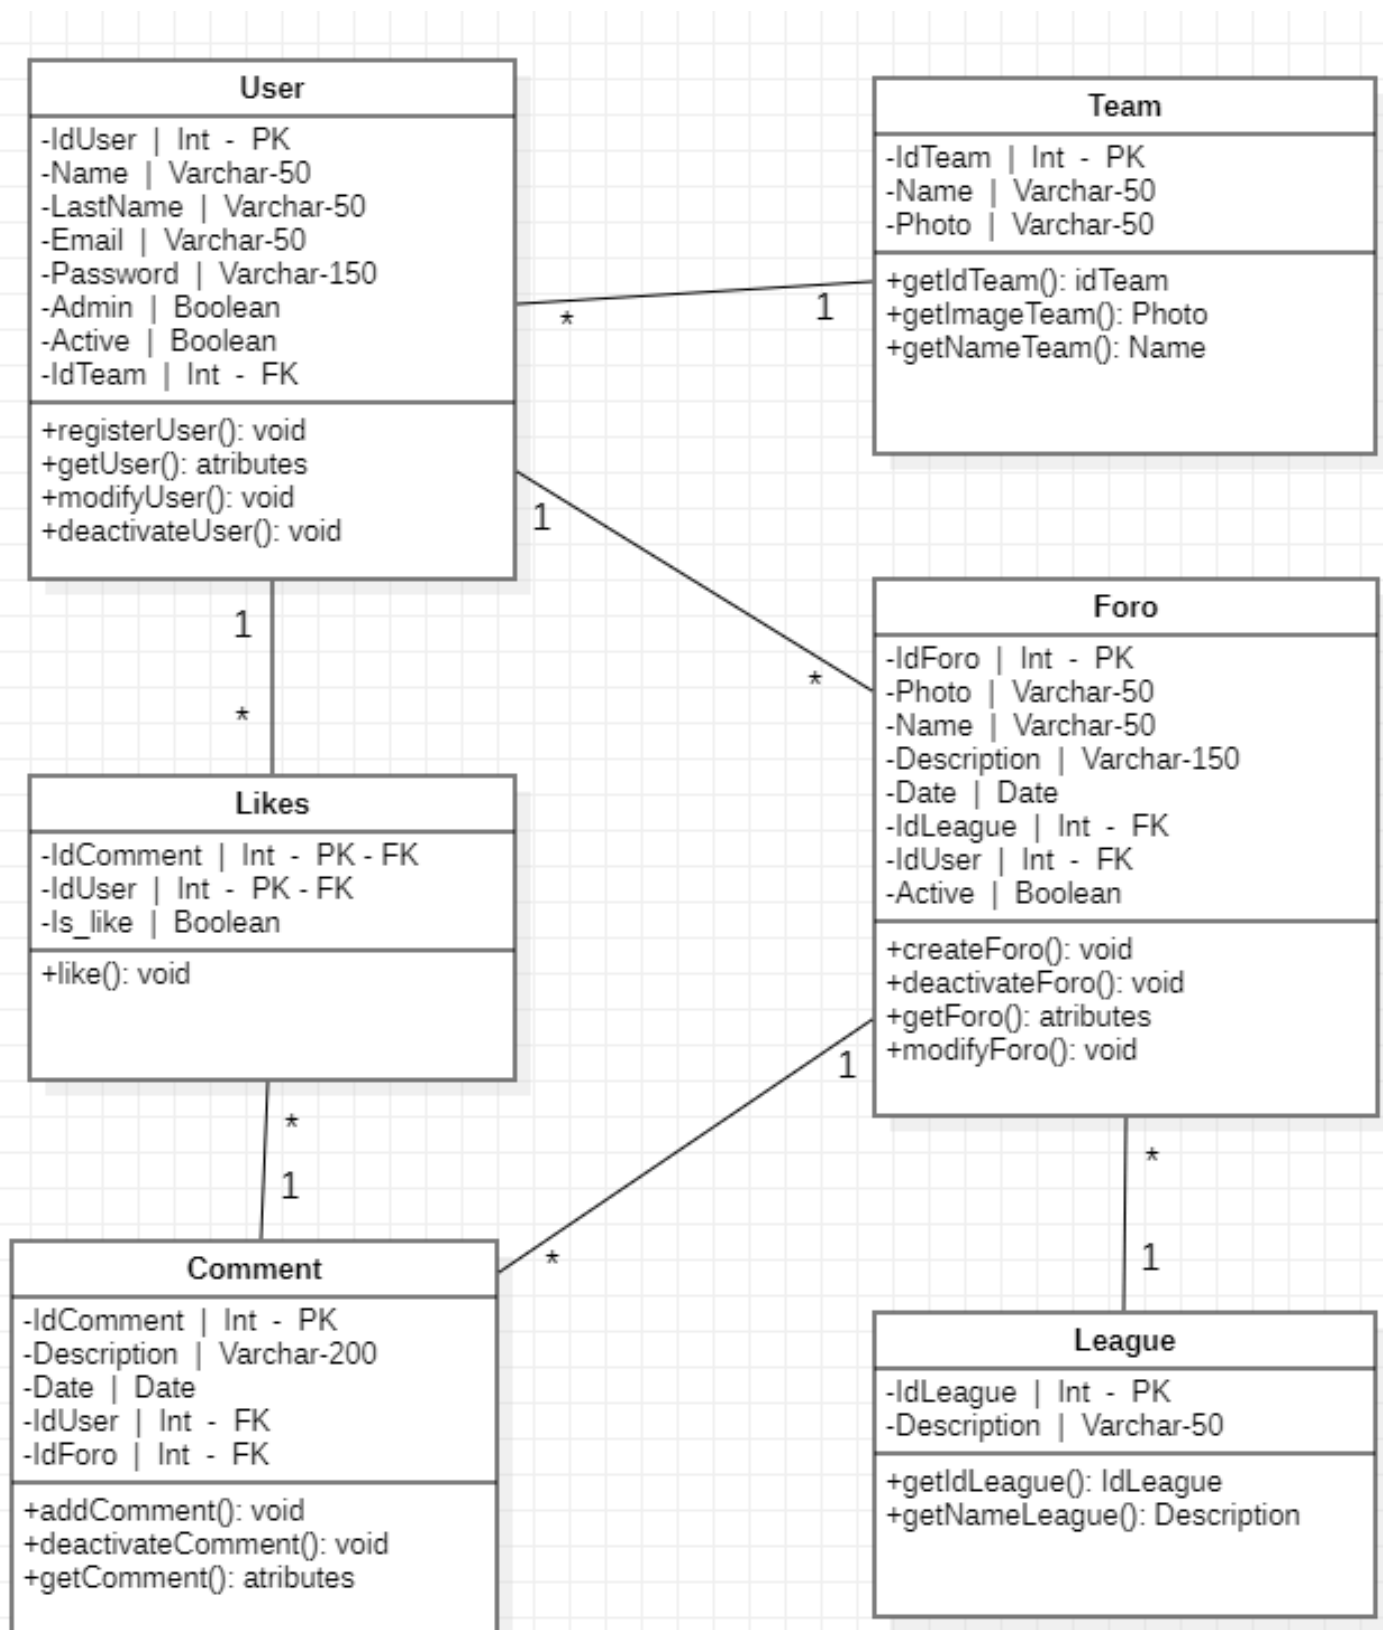 User
-IdUser | Int - PK
-Name | Varchar-50
-LastName | Varchar-50
-Email | Varchar-50
-Password | Varchar-150
-Admin | Boolean
-Active | Boolean
-IdTeam | Int - FK
+registerUser(): void
+getUser(): atributes
+modifyUser(): void
+deactivateUser(): void
Team
-IdTeam | Int - PK
-Name | Varchar-50
-Photo | Varchar-50
+getIdTeam(): idTeam
+getImageTeam(): Photo
+getNameTeam(): Name
*
1
1
*
1
*
Foro
-IdForo | Int - PK
-Photo | Varchar-50
-Name | Varchar-50
-Description | Varchar-150
-Date | Date
-IdLeague | Int - FK
-IdUser | Int - FK
-Active | Boolean
+createForo(): void
+deactivateForo(): void
+getForo(): atributes
+modifyForo(): void
Likes
-IdComment | Int - PK - FK
-IdUser | Int - PK - FK
-Is_like | Boolean
+like(): void
*
1
1
*
*
1
Comment
-IdComment | Int - PK
-Description | Varchar-200
-Date | Date
-IdUser | Int - FK
-IdForo | Int - FK
+addComment(): void
+deactivateComment(): void
+getComment(): atributes
League
-IdLeague | Int - PK
-Description | Varchar-50
+getIdLeague(): IdLeague
+getNameLeague(): Description